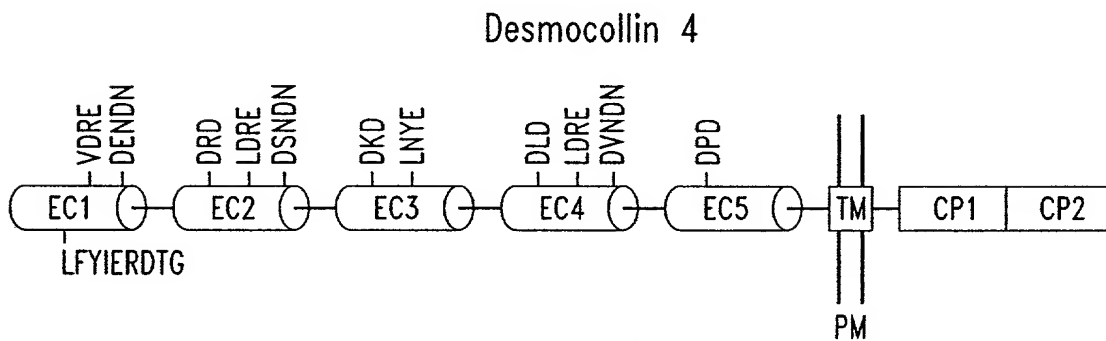 Desmocollin 4
VDRE
DENDN
DRD
LDRE
DSNDN
DKD
LNYE
DLD
LDRE
DVNDN
DPD
EC1
EC2
EC3
EC4
EC5
TM
CP1
CP2
LFYIERDTG
PM